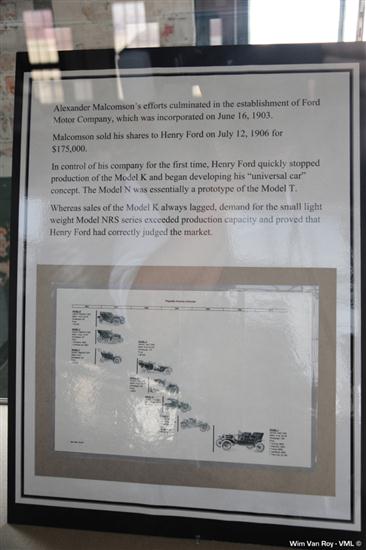 Alexander Malcomson's efforts culminated in the establishment of Ford
Motor Company, which was incorporated on June 16, 1903.
Malcomson sold his shares to Henry Ford on July 12, 1906 for
$175,000.
In control of his company for the first time, Henry Ford quickly stopped
production of the Model K and began developing his "universal car"
concept. The Model N was essentially a prototype of the Model T.
Whereas sales of the Model K always lagged, demand for the small light
weight Model NRS series exceeded production capacity and proved that
Henry Ford had correctly judged the market.
Wim Van Roy - VML ©